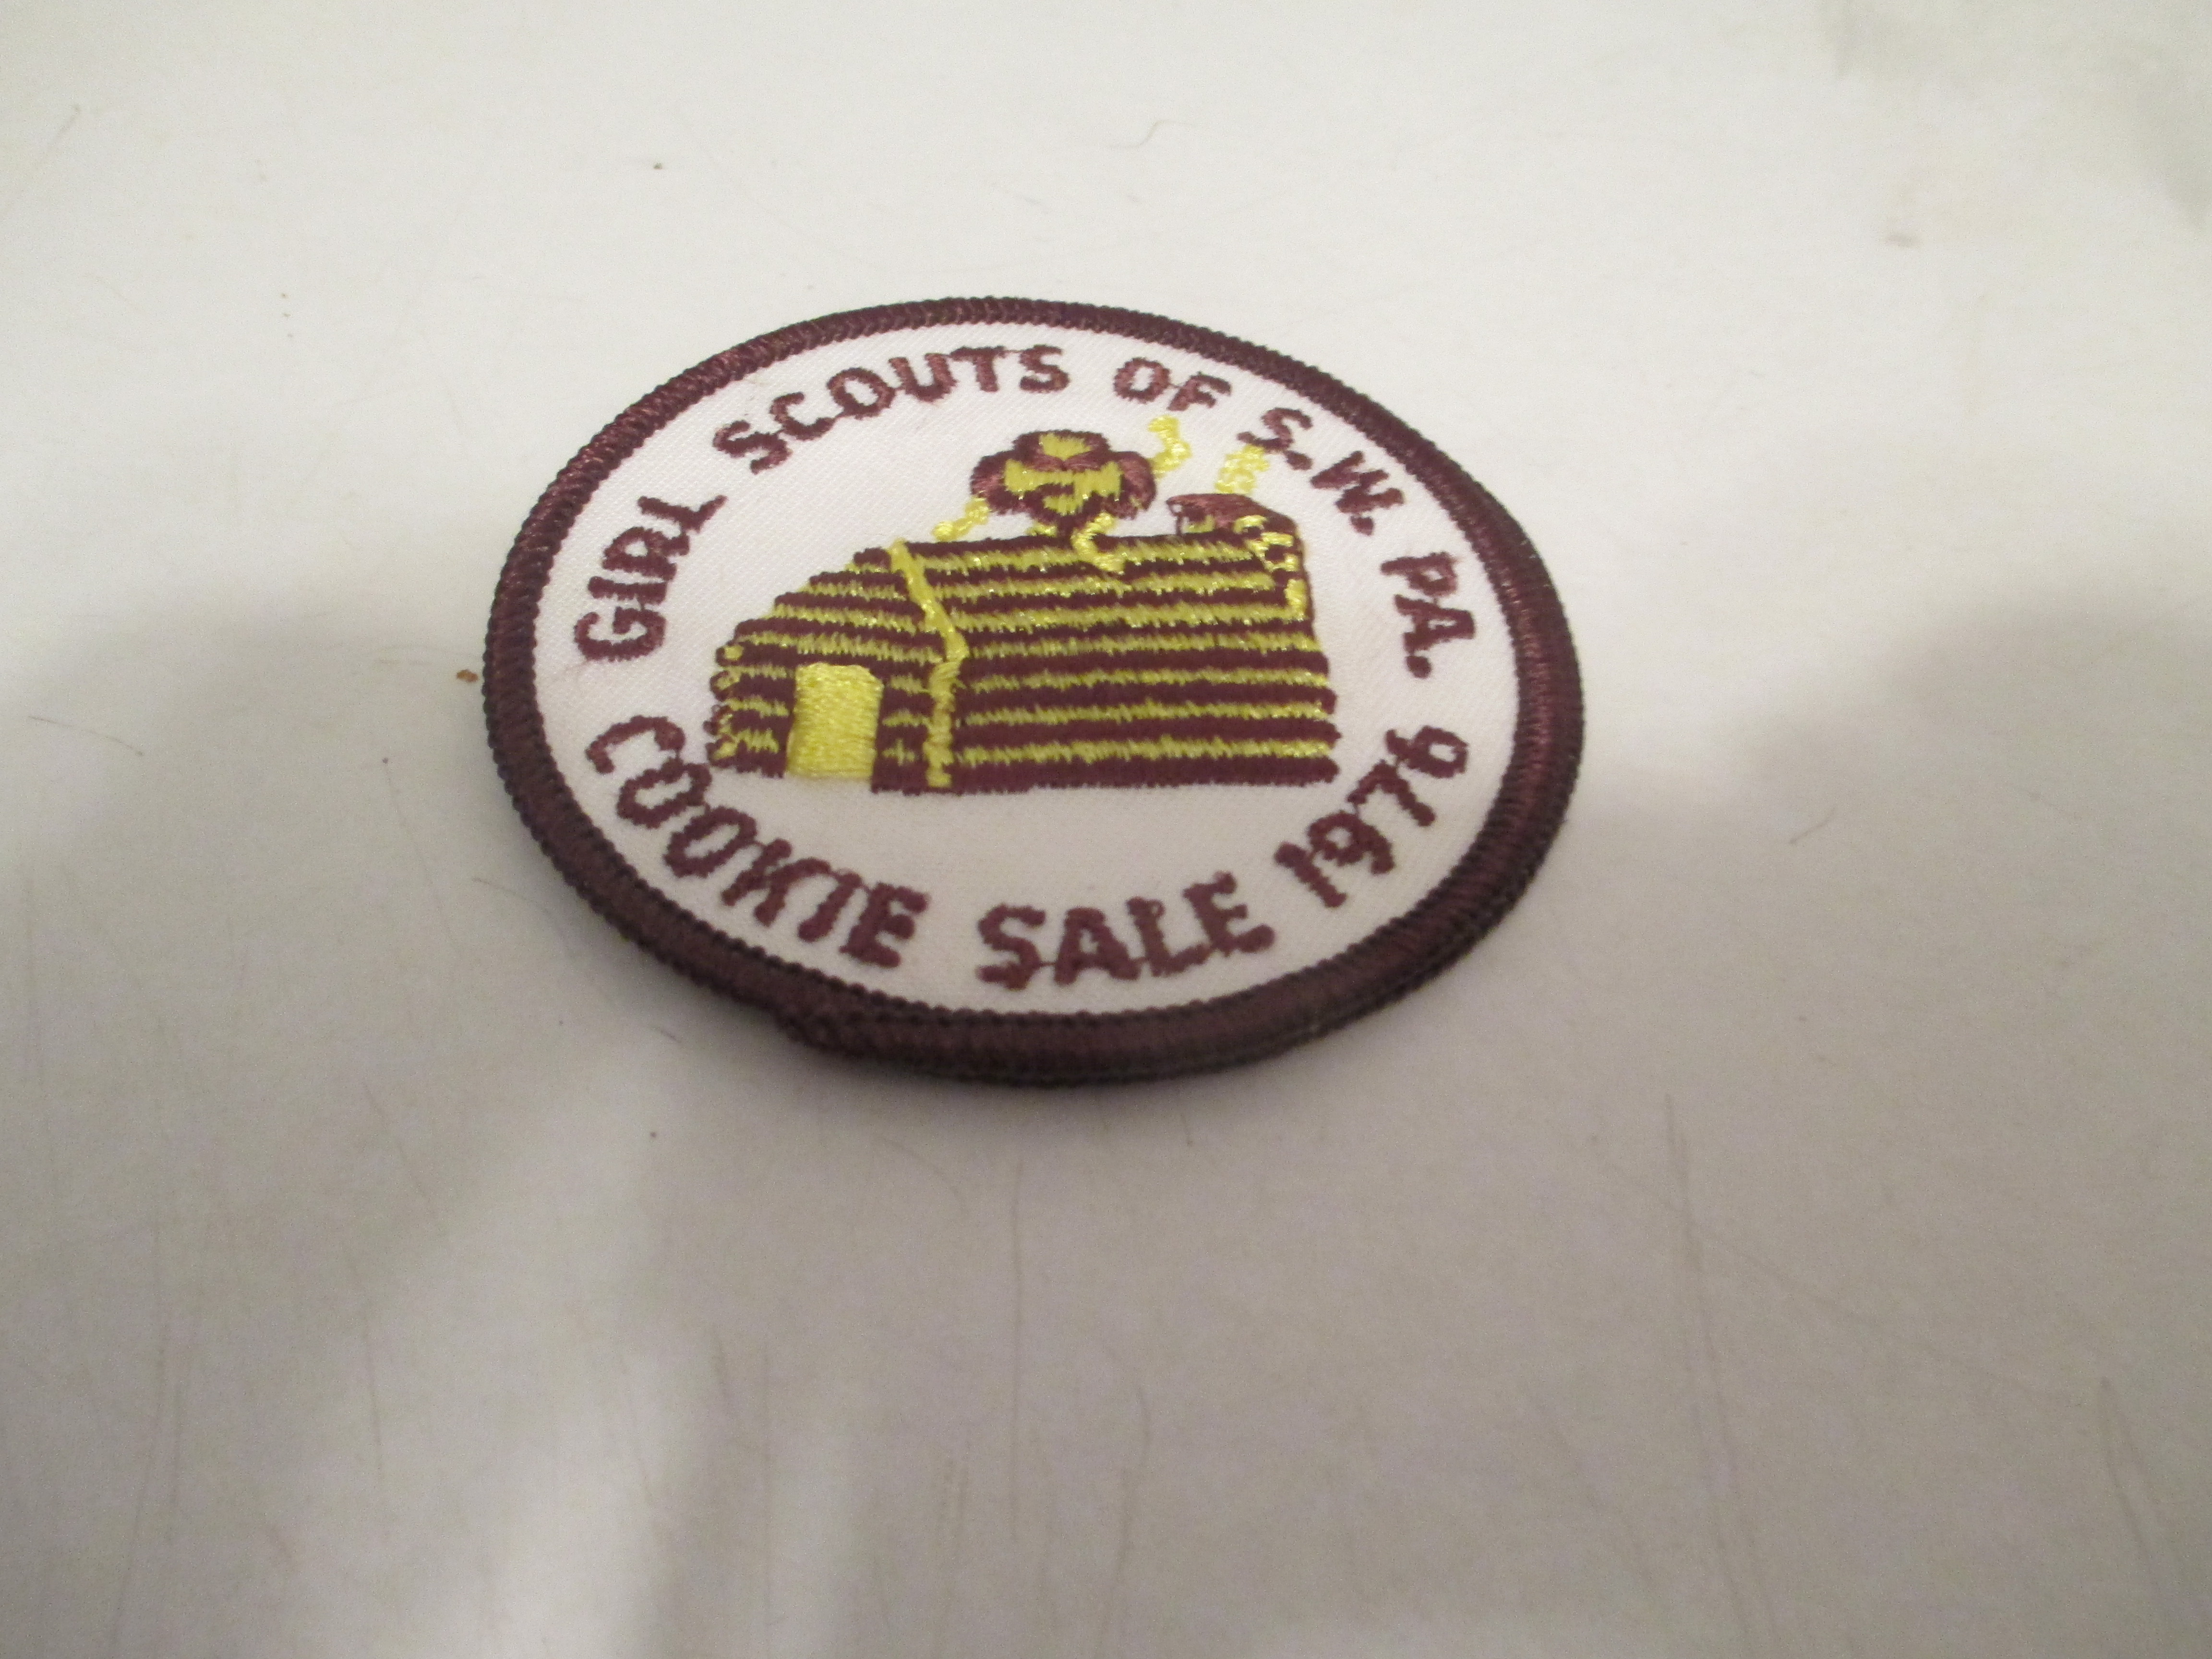 GIRL SCOUTS OF S.W. PA.
COOKIE SALE 1976